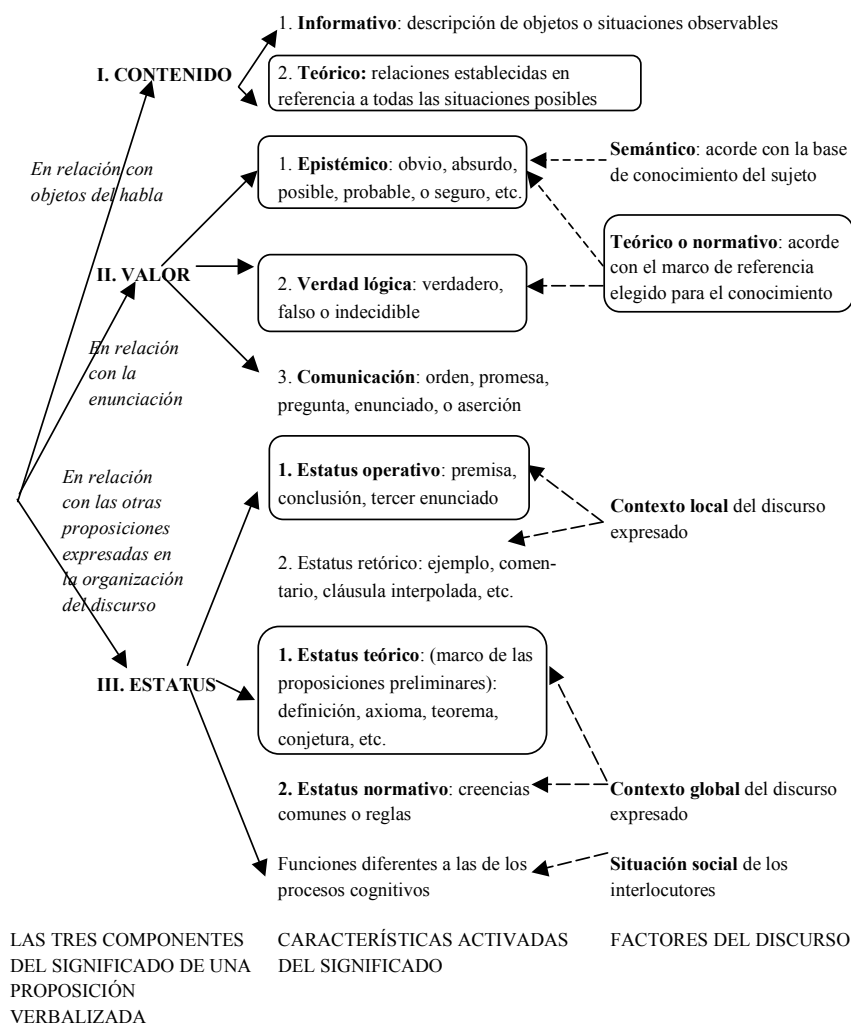 1. Informativo: descripción de objetos o situaciones observables
I. CONTENIDO
2. Teórico: relaciones establecidas en
referencia a todas las situaciones posibles
En relación con
objetos del habla
1. Epistémico: obvio, absurdo,
posible, probable, o seguro, etc.
Semántico: acorde con la base
de conocimiento del sujeto
II. VALOR
2. Verdad lógica: verdadero,
falso o indecidible
Teórico o normativo: acorde
con el marco de referencia
elegido para el conocimiento
En relación
con la
enunciación
3. Comunicación: orden, promesa,
pregunta, enunciado, o aserción
En relación
con las otras
proposiciones
expresadas en
la organización
del discurso
1. Estatus operativo: premisa,
conclusión, tercer enunciado
Contexto local del discurso
expresado
2. Estatus retórico: ejemplo, comen-
tario, cláusula interpolada, etc.
III. ESTATUS
1. Estatus teórico: (marco de las
proposiciones preliminares):
definición, axioma, teorema,
conjetura, etc.
2. Estatus normativo: creencias
comunes o reglas
Contexto global del discurso
expresado
Funciones diferentes a las de los
procesos cognitivos
Situación social de los
interlocutores
LAS TRES COMPONENTES
DEL SIGNIFICADO DE UNA
PROPOSICIÓN
VERBALIZADA
CARACTERÍSTICAS ACTIVADAS
DEL SIGNIFICADO
FACTORES DEL DISCURSO